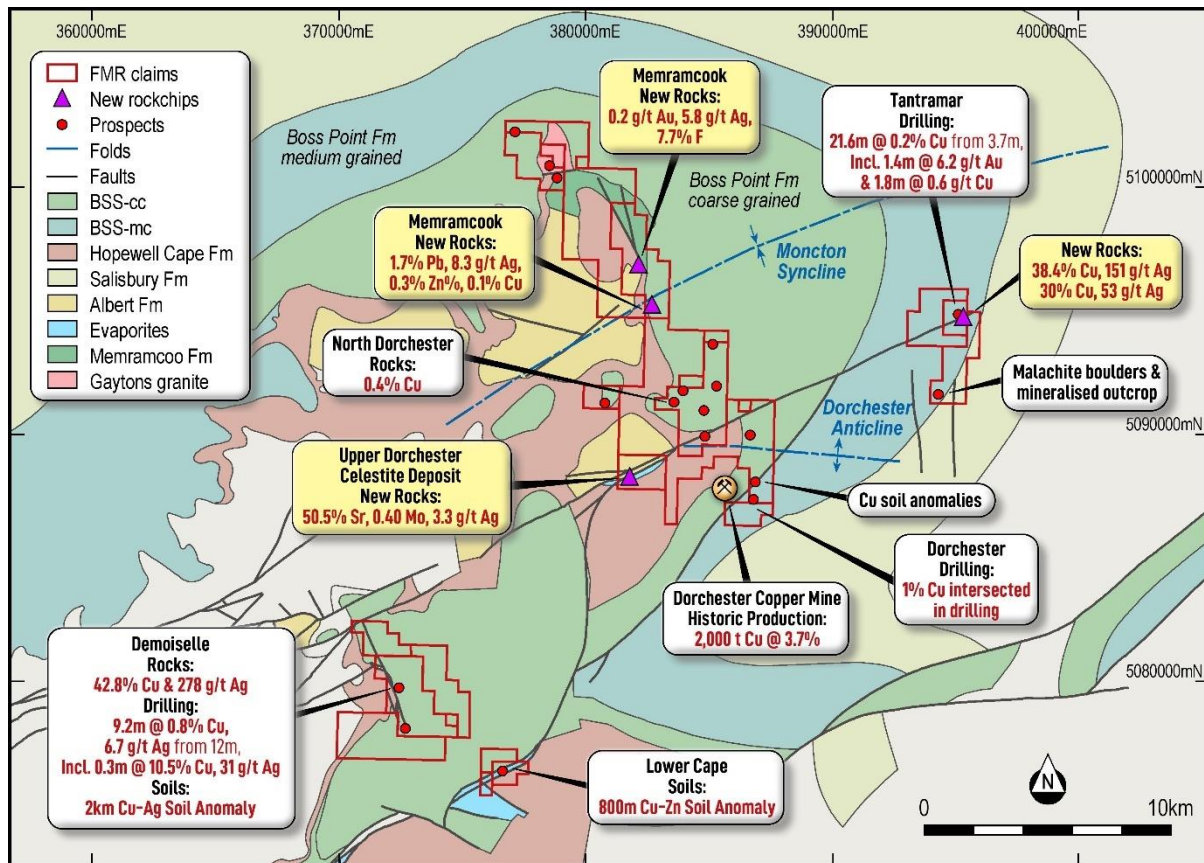 360000mE
370000mE
380000mE
390000mE
400000mE
FMR claims
New rockchips
Prospects
Folds
Faults
BSS-cc
BSS-mc
Hopewell Cape Fm
Salisbury Fm
Albert Fm
Evaporites
Memramcoo Fm
Gaytons granite
Boss Point Fm
medium grained
Memramcook
New Rocks:
0.2 g/t Au, 5.8 g/t Ag,
7.7% F
Tantramar
Drilling:
21.6m @ 0.2% Cu from 3.7m,
Incl. 1.4m @ 6.2 g/t Au
& 1.8m @ 0.6 g/t Cu
5100000mN
Boss Point Fm
coarse grained
Memramcook
New Rocks:
1.7% Pb, 8.3 g/t Ag,
0.3% Zn%, 0.1% Cu
Moncton
Syncline
New Rocks:
38.4% Cu, 151 g/t Ag
30% Cu, 53 g/t Ag
North Dorchester
Rocks:
0.4% Cu
Malachite boulders &
mineralised outcrop
Dorchester
Anticline
5090000mN
Upper Dorchester
Celestite Deposit
New Rocks:
50.5% Sr, 0.40 Mo, 3.3 g/t Ag
Cu soil anomalies
Dorchester
Drilling:
1% Cu intersected
in drilling
Dorchester Copper Mine
Historic Production:
2,000 t Cu @ 3.7%
Demoiselle
Rocks:
42.8% Cu & 278 g/t Ag
Drilling:
9.2m @ 0.8% Cu,
6.7 g/t Ag from 12m,
Incl. 0.3m @ 10.5% Cu, 31 g/t Ag
Soils:
2km Cu-Ag Soil Anomaly
5080000mN
Lower Cape
Soils:
800m Cu-Zn Soil Anomaly
N
0
10km